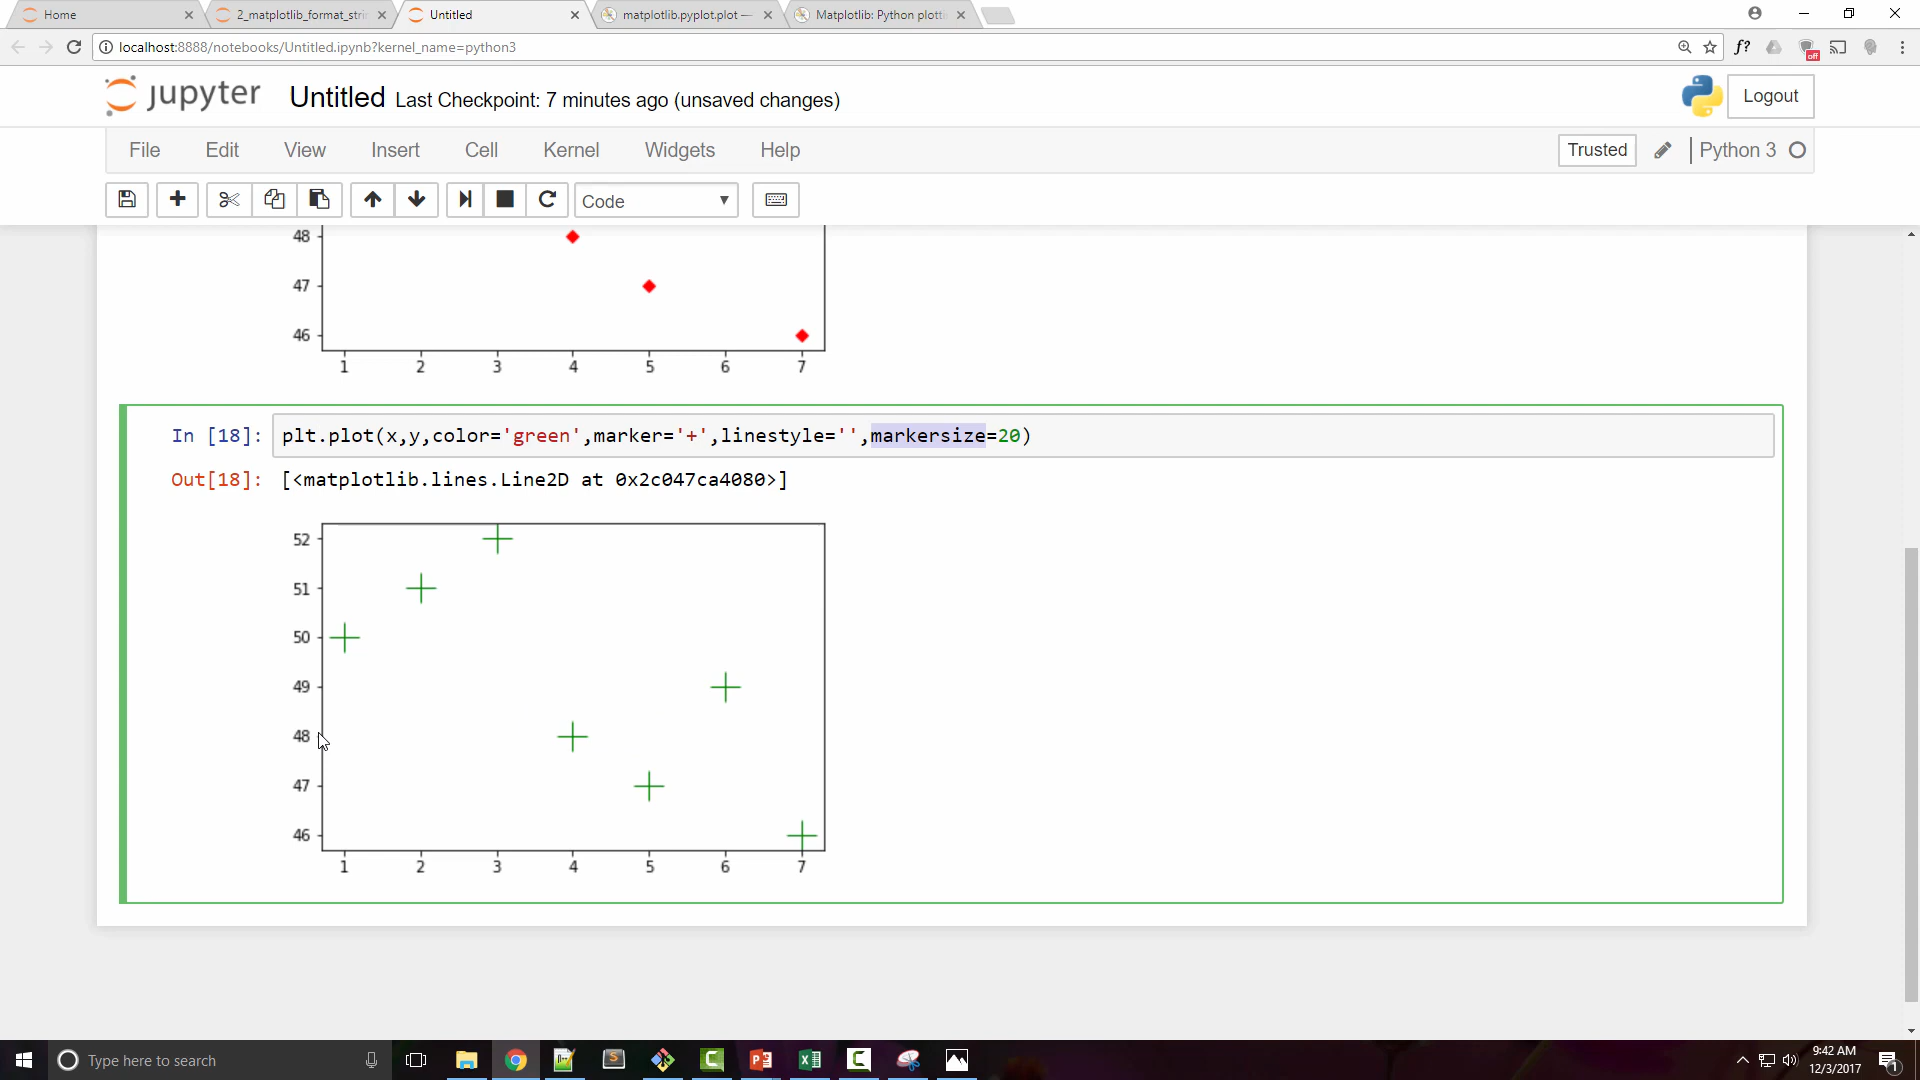 Home
2_matplotlib_format_stri
Untitled
matplotlib.pyplot.plot —
Matplotlib: Python plotti
localhost:8888/notebooks/Untitled.ipynb?kernel_name=python3
f?
off
jupyter Untitled Last Checkpoint: 7 minutes ago (unsaved changes)
Logout
File Edit View Insert Cell Kernel Widgets Help
Trusted Python 3
Code
48
47
46
1 2 3 4 5 6 7
In [18]: plt.plot(x,y,color='green',marker='+',linestyle='',markersize=20)
Out[18]: [<matplotlib.lines.Line2D at 0x2c047ca4080>]
52
51
50
49
48
47
46
1 2 3 4 5 6 7
Type here to search
9:42 AM
12/3/2017
1